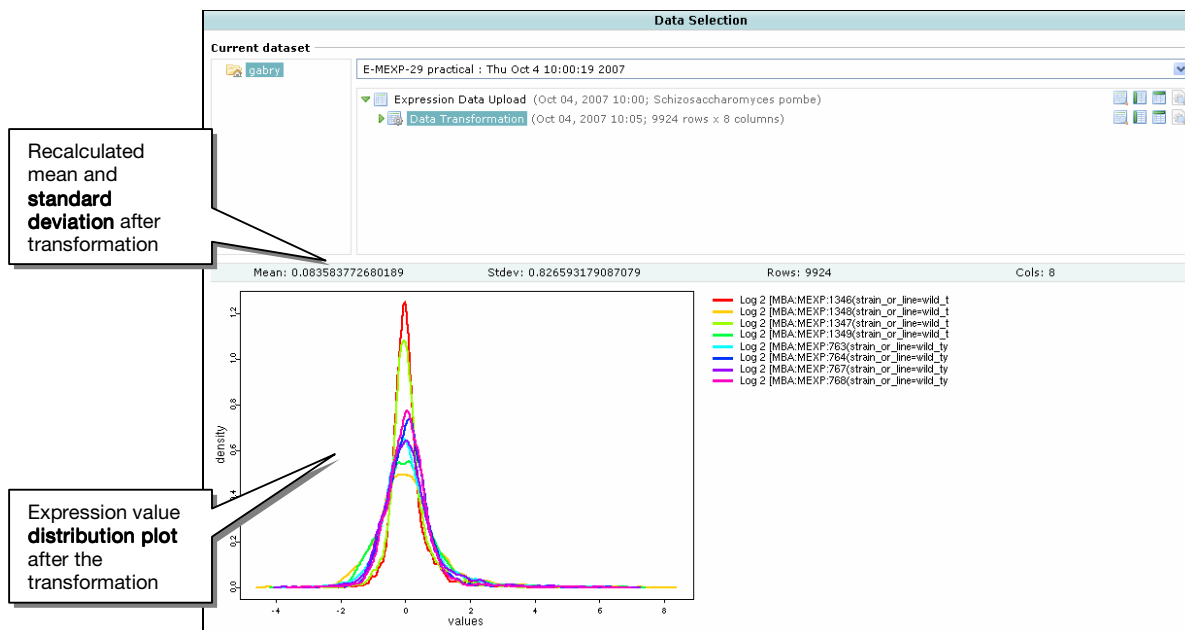 Data Selection
Current dataset
gabry
E-MEXP-29 practical : Thu Oct 4 10:00:19 2007
Expression Data Upload (Oct 04, 2007 10:00; Schizosaccharomyces pombe)
Data Transformation (Oct 04, 2007 10:05; 9924 rows x 8 columns)
Recalculated
mean and
standard
deviation after
transformation
Mean: 0.083583772680189 Stdev: 0.826593179087079 Rows: 9924 Cols: 8
Log 2 [MBA:MEXP:1346(strain_or_line=wild_t
Log 2 [MBA:MEXP:1348(strain_or_line=wild_t
Log 2 [MBA:MEXP:1347(strain_or_line=wild_t
Log 2 [MBA:MEXP:1349(strain_or_line=wild_t
Log 2 [MBA:MEXP:763(strain_or_line=wild_ty
Log 2 [MBA:MEXP:764(strain_or_line=wild_ty
Log 2 [MBA:MEXP:767(strain_or_line=wild_ty
Log 2 [MBA:MEXP:768(strain_or_line=wild_ty
1.2
1.0
0.8
0.6
0.2
0.0
density
Expression value
distribution plot
after the
transformation
-4 -2 0 2 4 6 8
values